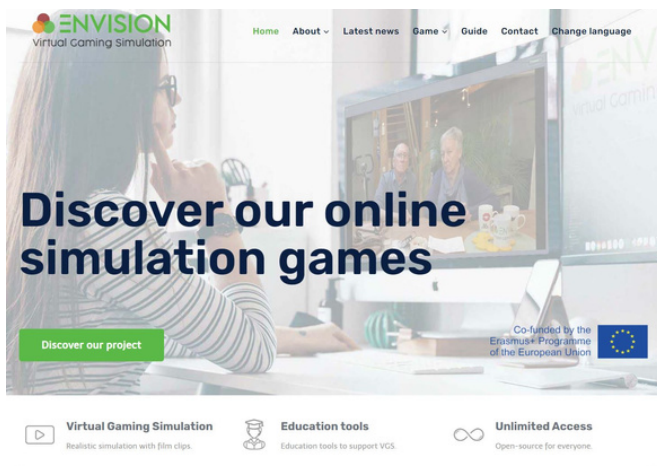 ENVISION
Virtual Gaming Simulation
Home About Latest news Game Guide Contact Change language
Discover our online
simulation games
Discover our project
Co-funded by the
Erasmus+ Programme
of the European Union
Virtual Gaming Simulation
Realistic simulation with film clips.
Education tools
Education tools to support VGS
Unlimited Access
Open-source for everyone.